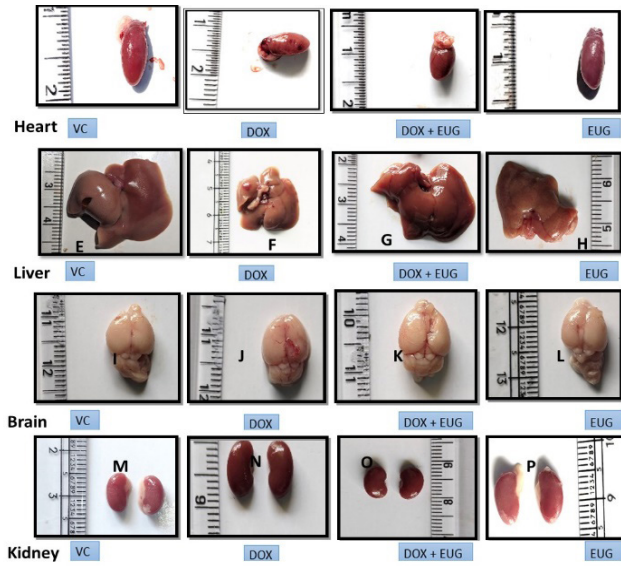 Heart
VC
DOX
DOX + EUG
EUG
E
F
G
H
Liver
VC
DOX
DOX + EUG
EUG
I
J
K
L
Brain
VC
DOX
DOX + EUG
EUG
M
N
O
P
Kidney
VC
DOX
DOX + EUG
EUG